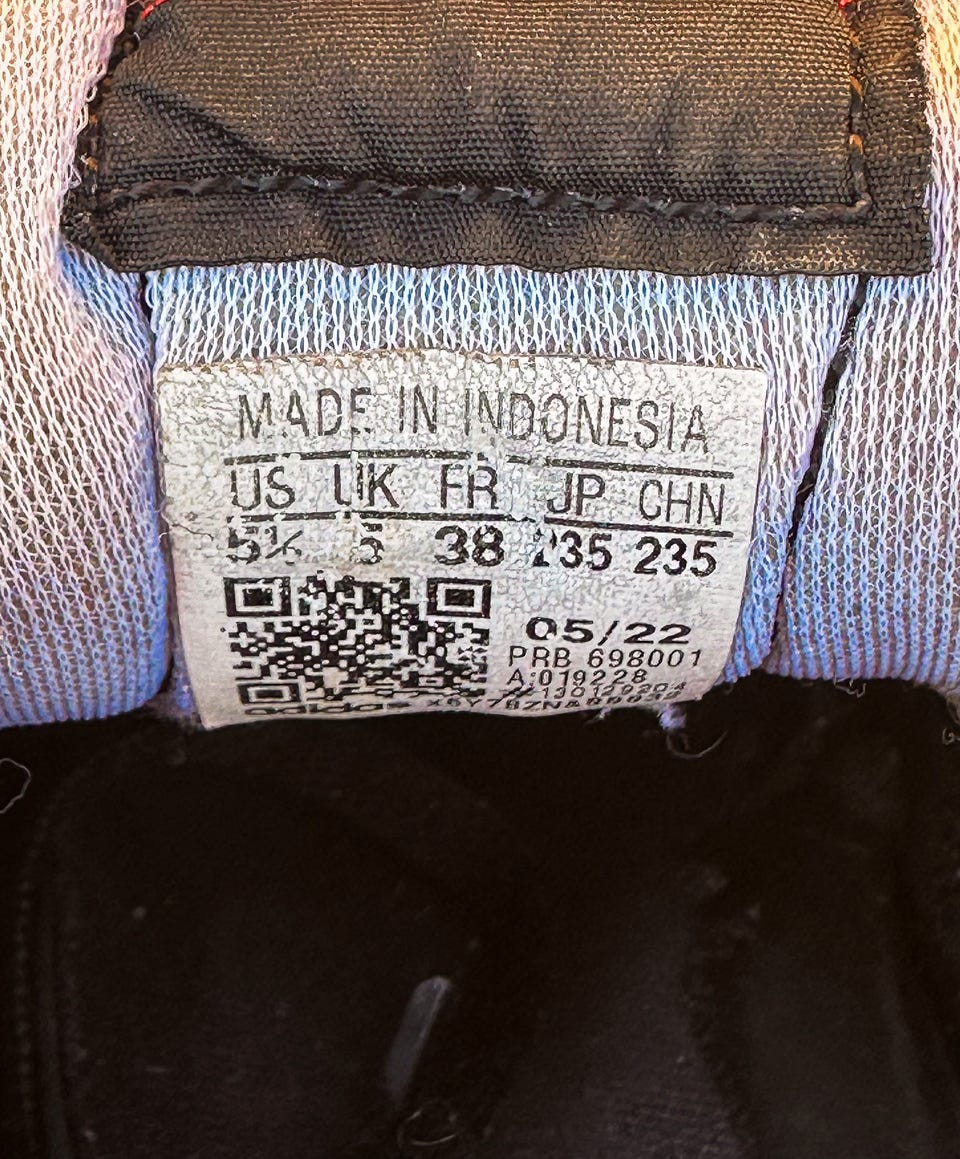 MADE IN INDONESIA
US UK FR JP CHN
5½ 5 38 235 235
05/22
PRB 698001
A:019228
adidas